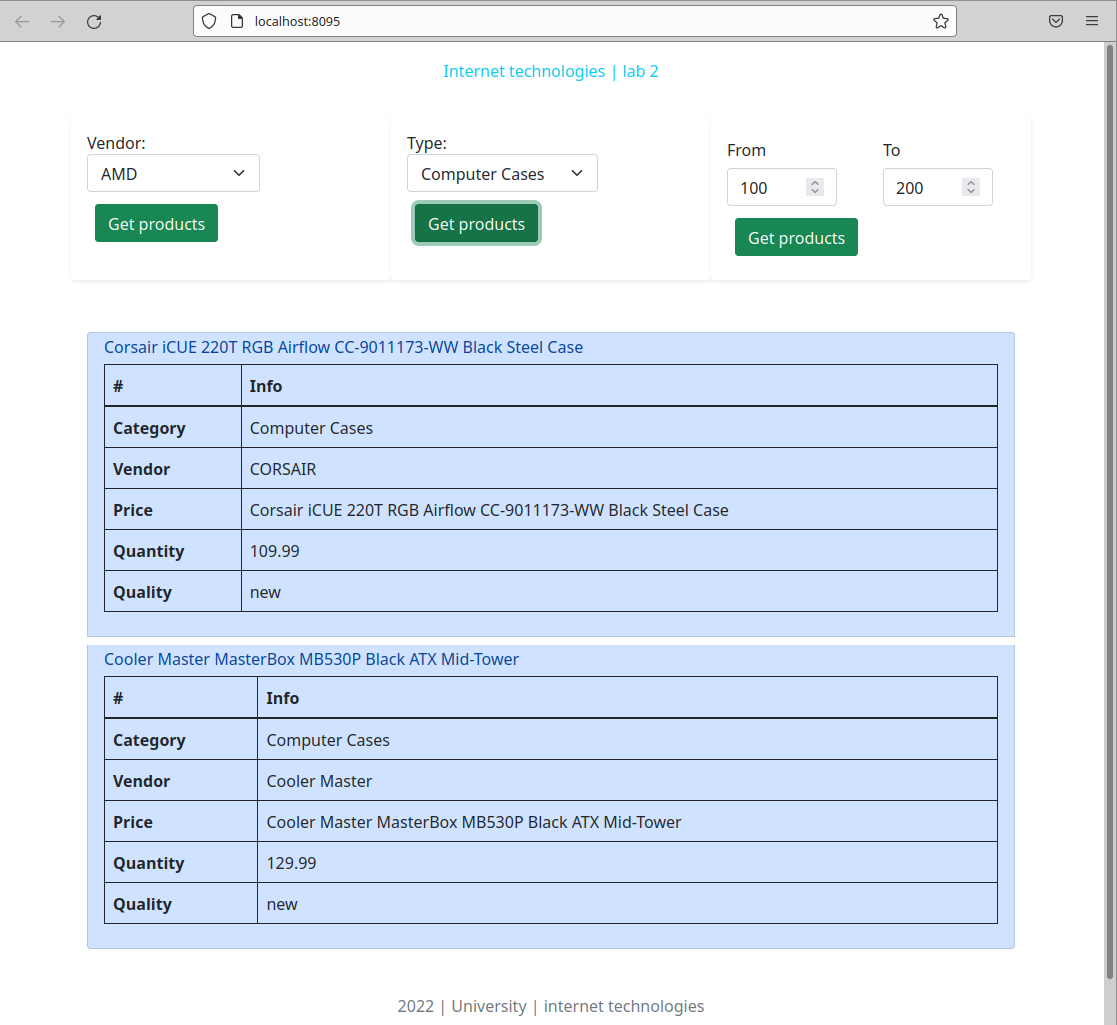 localhost:8095
Internet technologies | lab 2
Vendor:
AMD
Get products
Type:
Computer Cases
Get products
From To
100 200
Get products
Corsair iCUE 220T RGB Airflow CC-9011173-WW Black Steel Case
# Info
Category Computer Cases
Vendor CORSAIR
Price Corsair iCUE 220T RGB Airflow CC-9011173-WW Black Steel Case
Quantity 109.99
Quality new
Cooler Master MasterBox MB530P Black ATX Mid-Tower
# Info
Category Computer Cases
Vendor Cooler Master
Price Cooler Master MasterBox MB530P Black ATX Mid-Tower
Quantity 129.99
Quality new
2022 | University | internet technologies